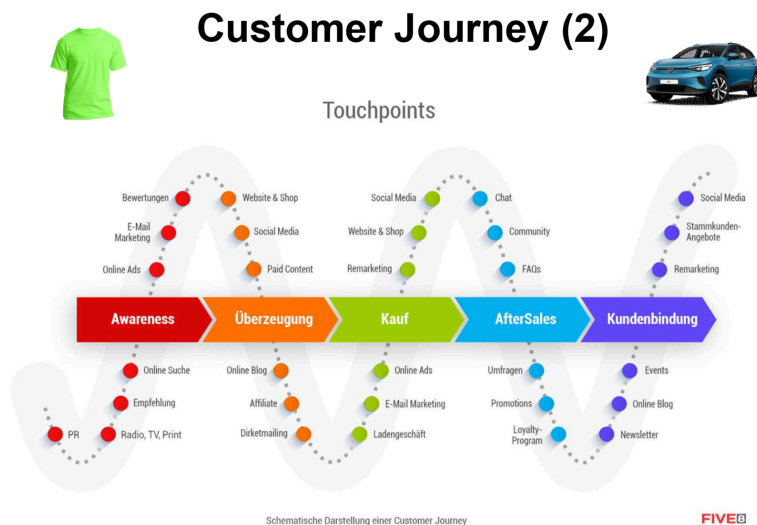 Customer Journey (2)
Touchpoints
Bewertungen
E-Mail
Marketing
Online Ads
Website & Shop
Social Media
Paid Content
Social Media
Website & Shop
Remarketing
Chat
Community
FAQs
Social Media
Stammkunden-
Angebote
Remarketing
Awareness
Überzeugung
Kauf
AfterSales
Kundenbindung
PR
Online Suche
Empfehlung
Radio, TV, Print
Online Blog
Affiliate
Dirketmailing
Online Ads
E-Mail Marketing
Ladengeschäft
Umfragen
Promotions
Loyalty-
Program
Events
Online Blog
Newsletter
Schematische Darstellung einer Customer Journey
FIVE8